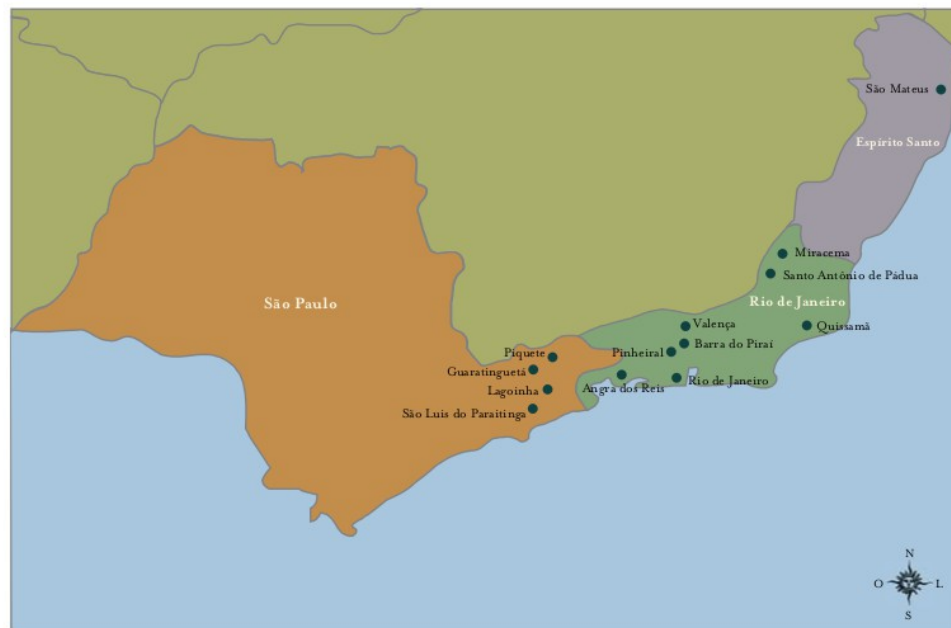 São Mateus
Espírito Santo
Miracema
Santo Antônio de Pádua
São Paulo
Rio de Janeiro
Valença
Quissamã
Barra do Piraí
Piquete
Pinheiral
Guaratinguetá
Angra dos Reis
Rio de Janeiro
Lagoinha
São Luis do Paraitinga
N
O
L
S